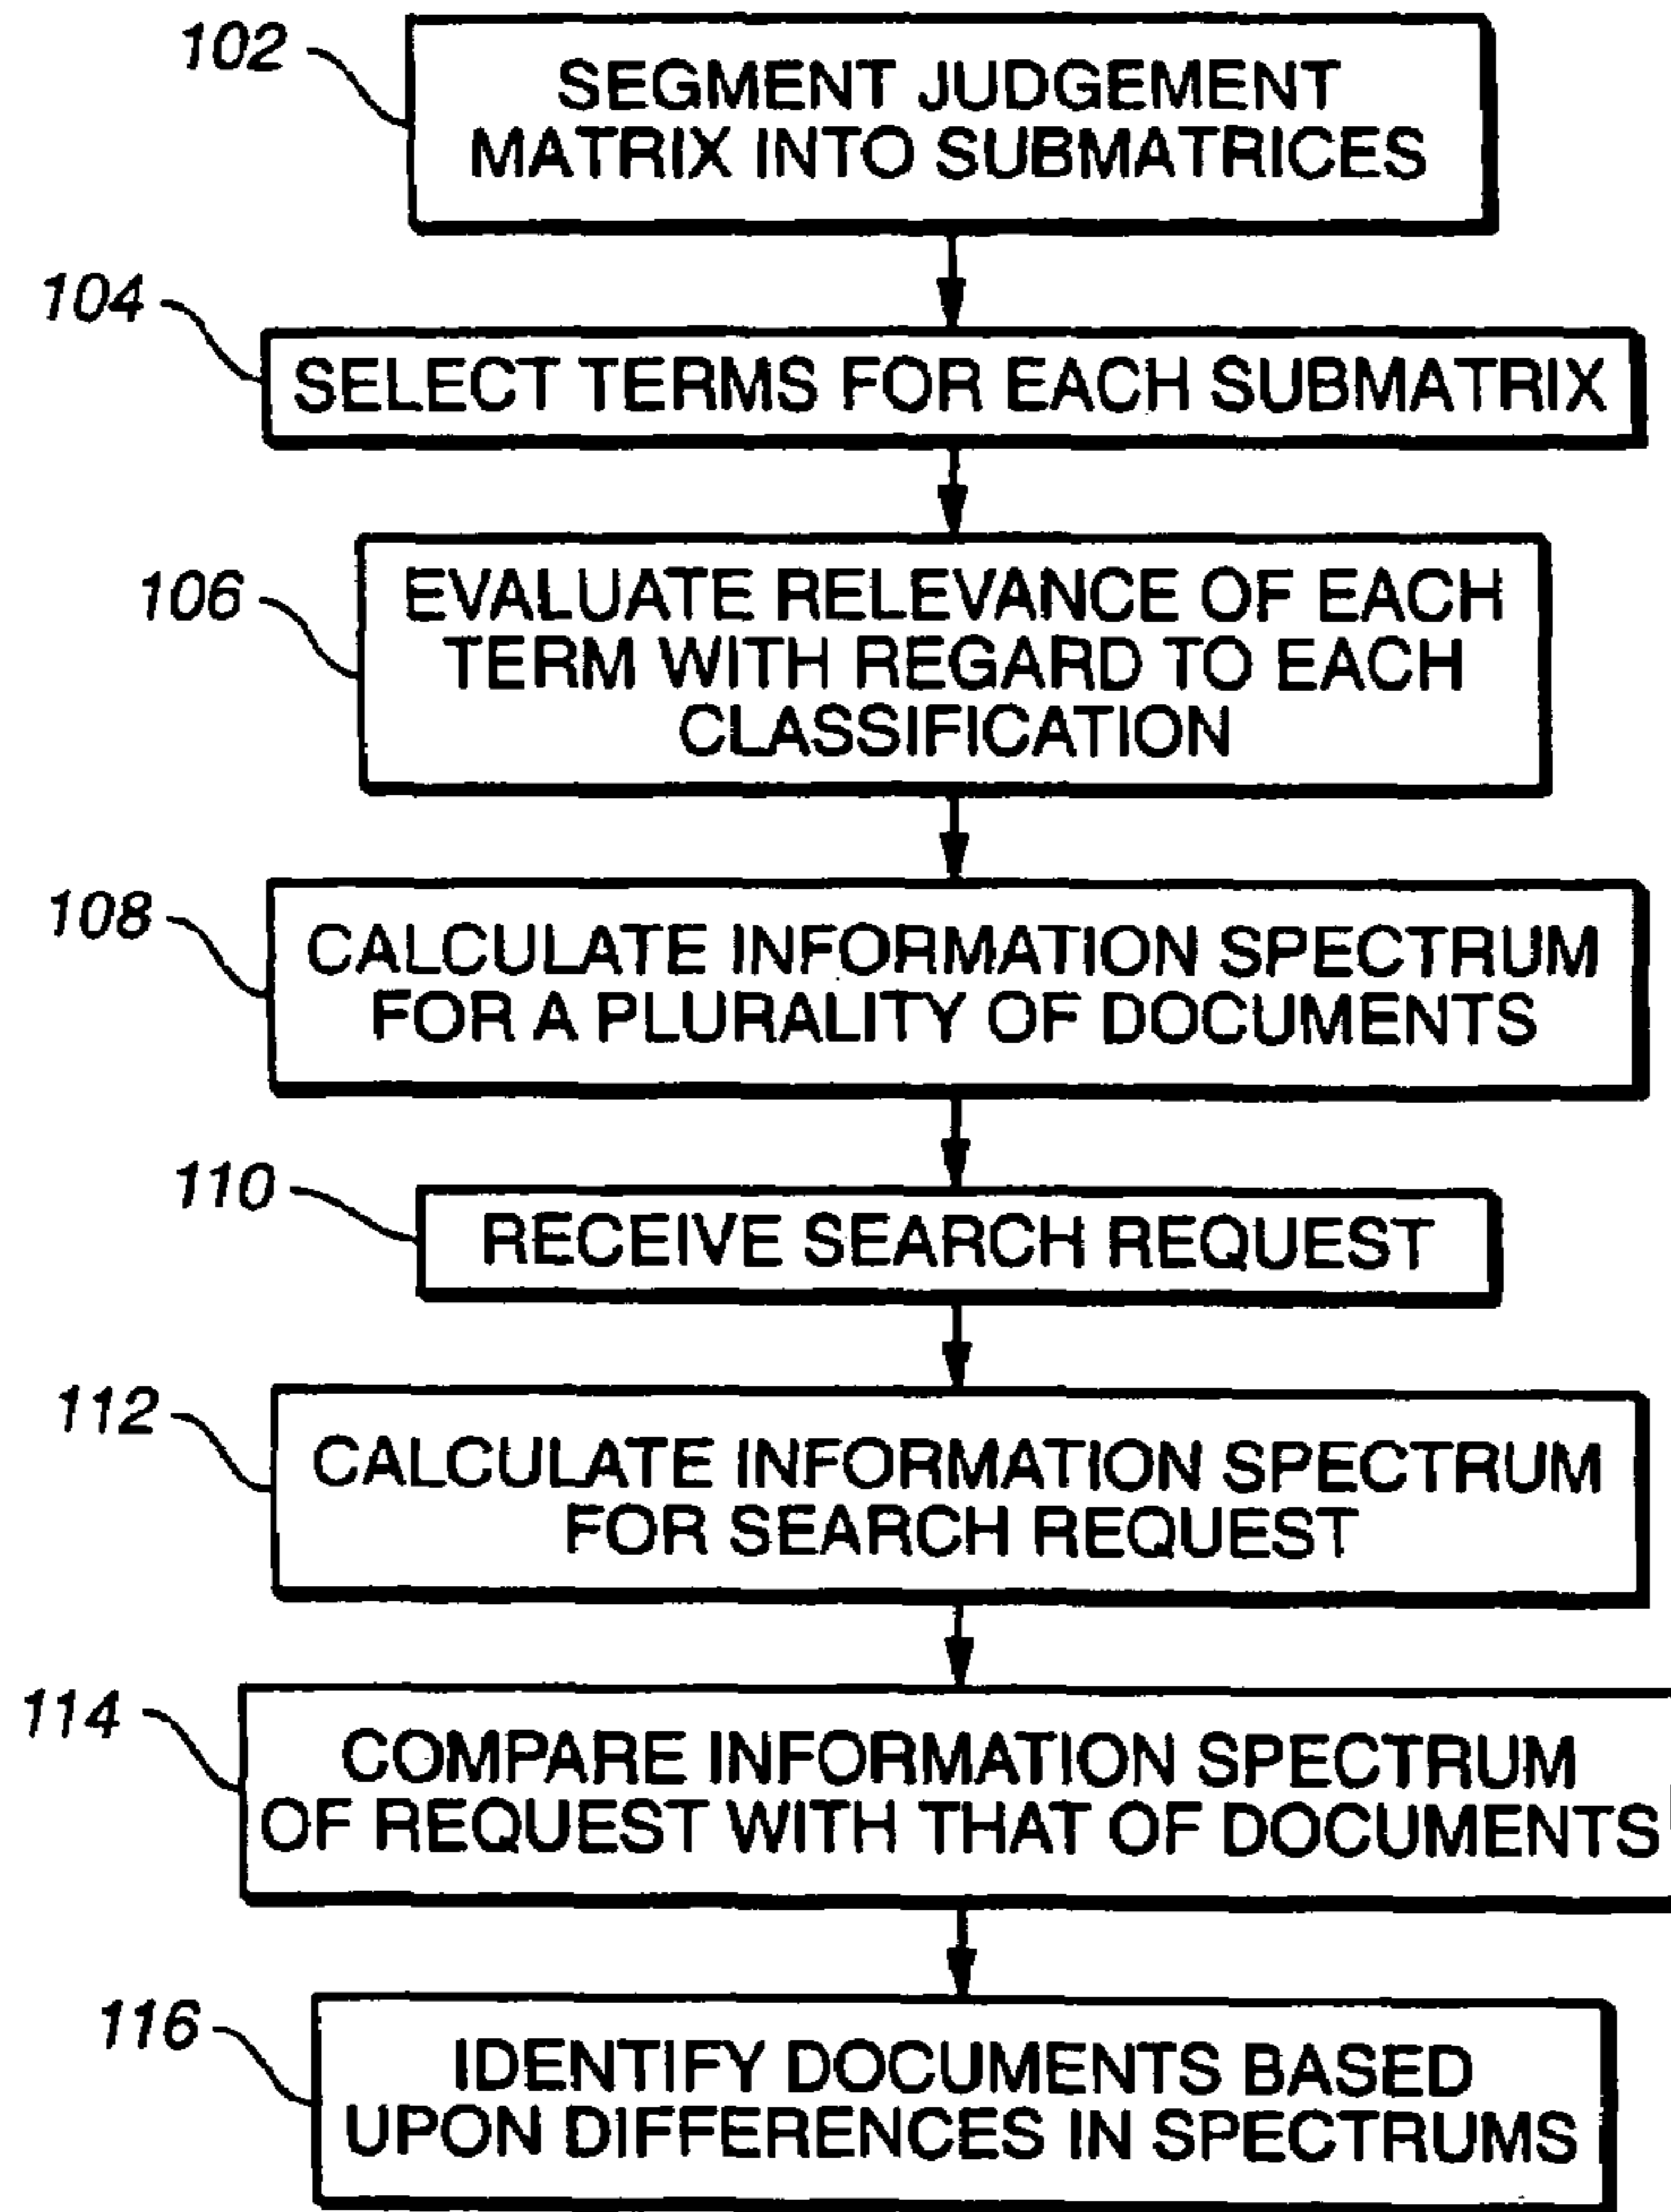 102
SEGMENT JUDGEMENT
MATRIX INTO SUBMATRICES
104
SELECT TERMS FOR EACH SUBMATRIX
106
EVALUATE RELEVANCE OF EACH
TERM WITH REGARD TO EACH
CLASSIFICATION
108
CALCULATE INFORMATION SPECTRUM
FOR A PLURALITY OF DOCUMENTS
110
RECEIVE SEARCH REQUEST
112
CALCULATE INFORMATION SPECTRUM
FOR SEARCH REQUEST
114
COMPARE INFORMATION SPECTRUM
OF REQUEST WITH THAT OF DOCUMENTS
116
IDENTIFY DOCUMENTS BASED
UPON DIFFERENCES IN SPECTRUMS